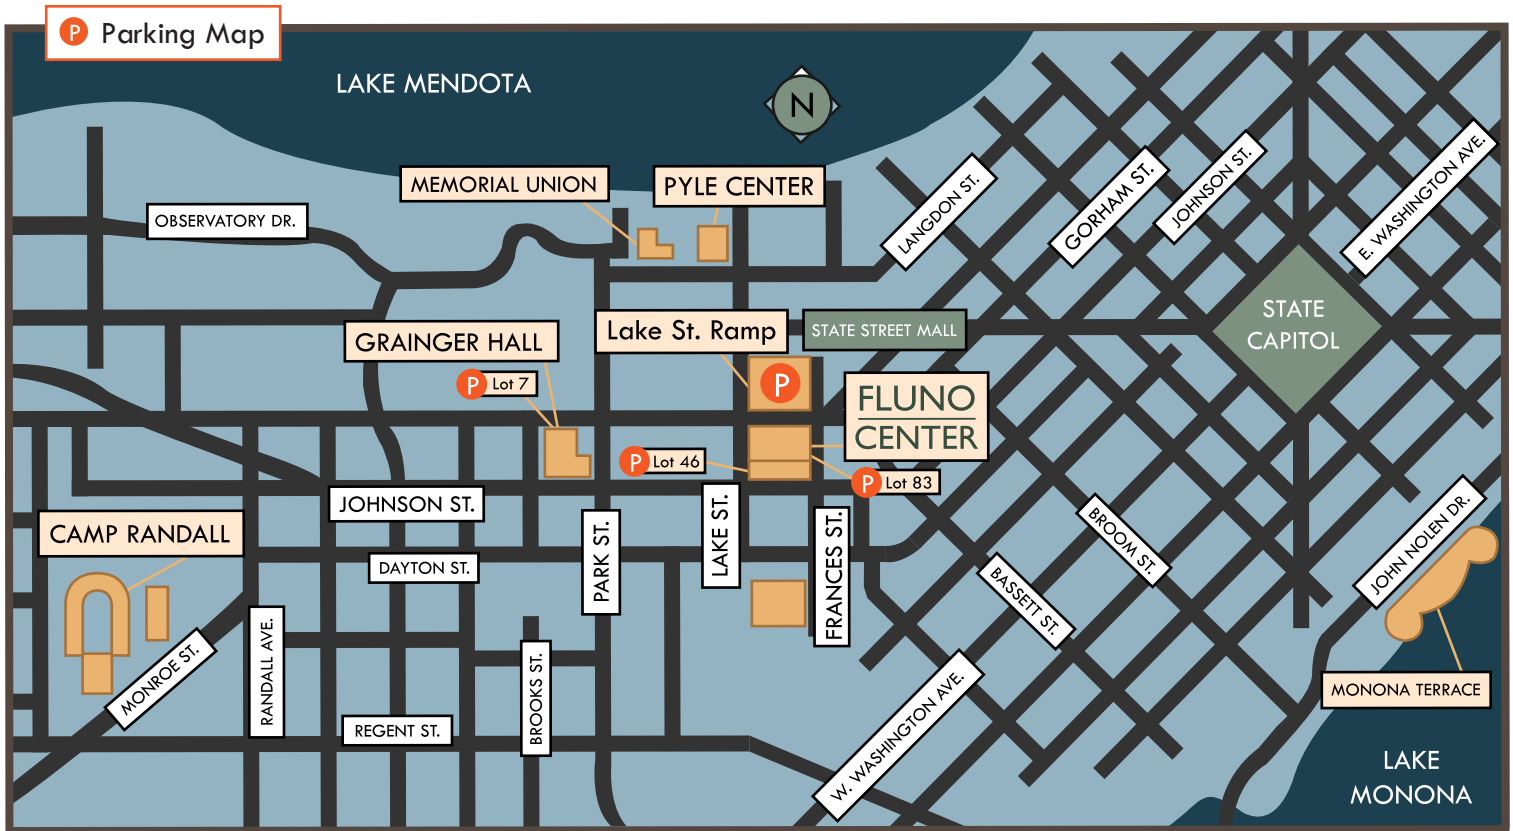 P Parking Map
LAKE MENDOTA
N
MEMORIAL UNION
PYLE CENTER
OBSERVATORY DR.
LANGDON ST.
GORHAM ST.
JOHNSON ST.
E. WASHINGTON AVE.
STATE
CAPITOL
GRAINGER HALL
Lake St. Ramp
STATE STREET MALL
P Lot 7
P
FLUNO
CENTER
P Lot 46
P Lot 83
JOHNSON ST.
CAMP RANDALL
DAYTON ST.
PARK ST.
LAKE ST.
FRANCES ST.
BASSETT ST.
BROOM ST.
JOHN NOLEN DR.
MONROE ST.
RANDALL AVE.
BROOKS ST.
REGENT ST.
W. WASHINGTON AVE.
MONONA TERRACE
LAKE
MONONA